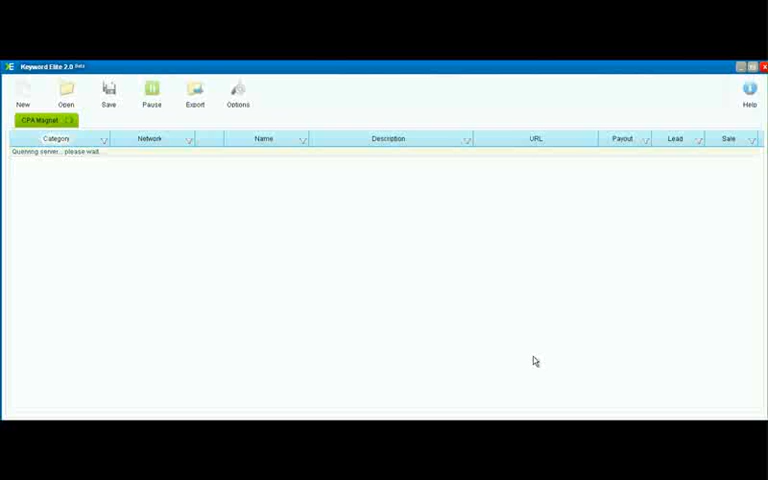 Keyword Elite 2.0 Beta
New Open Save Pause Export Options Help
CPA Magnet
Category Network Name Description URL Payout Lead Sale
Querying server... please wait...